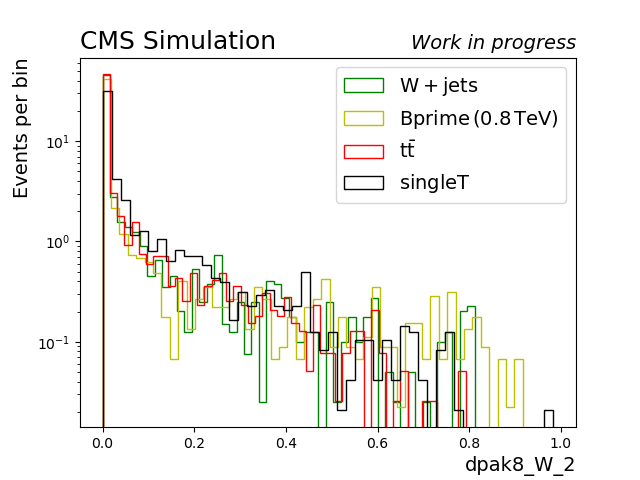 CMS Simulation
Work in progress
Events per bin
W + jets
Bprime (0.8 TeV)
tt̄
singleT
10¹
10⁰
10⁻¹
0.0 0.2 0.4 0.6 0.8 1.0
dpak8_W_2